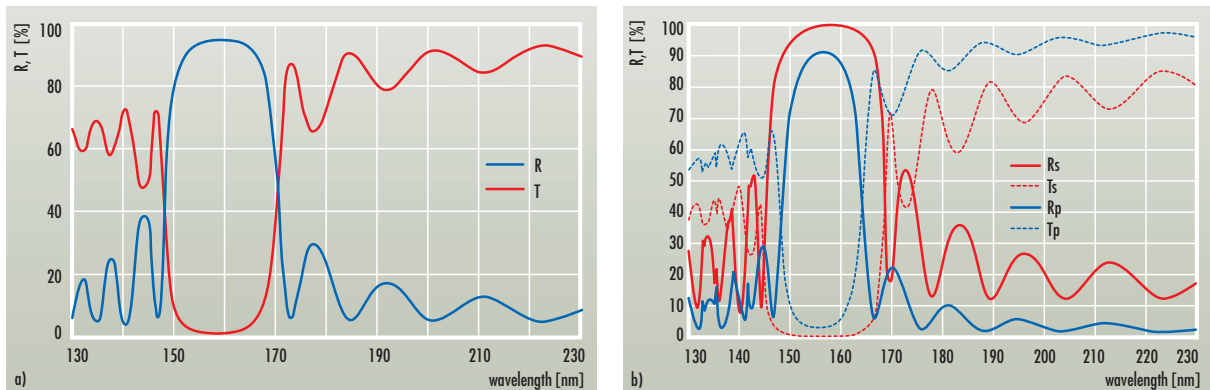 R, T [%]
100
80
60
40
20
0
130 150 170 190 210 230
R
T
a)
wavelength [nm]
R,T [%]
100
90
80
70
60
50
40
30
20
10
0
130 140 150 160 170 180 190 200 210 220 230
Rs
Ts
Rp
Tp
b)
wavelength [nm]